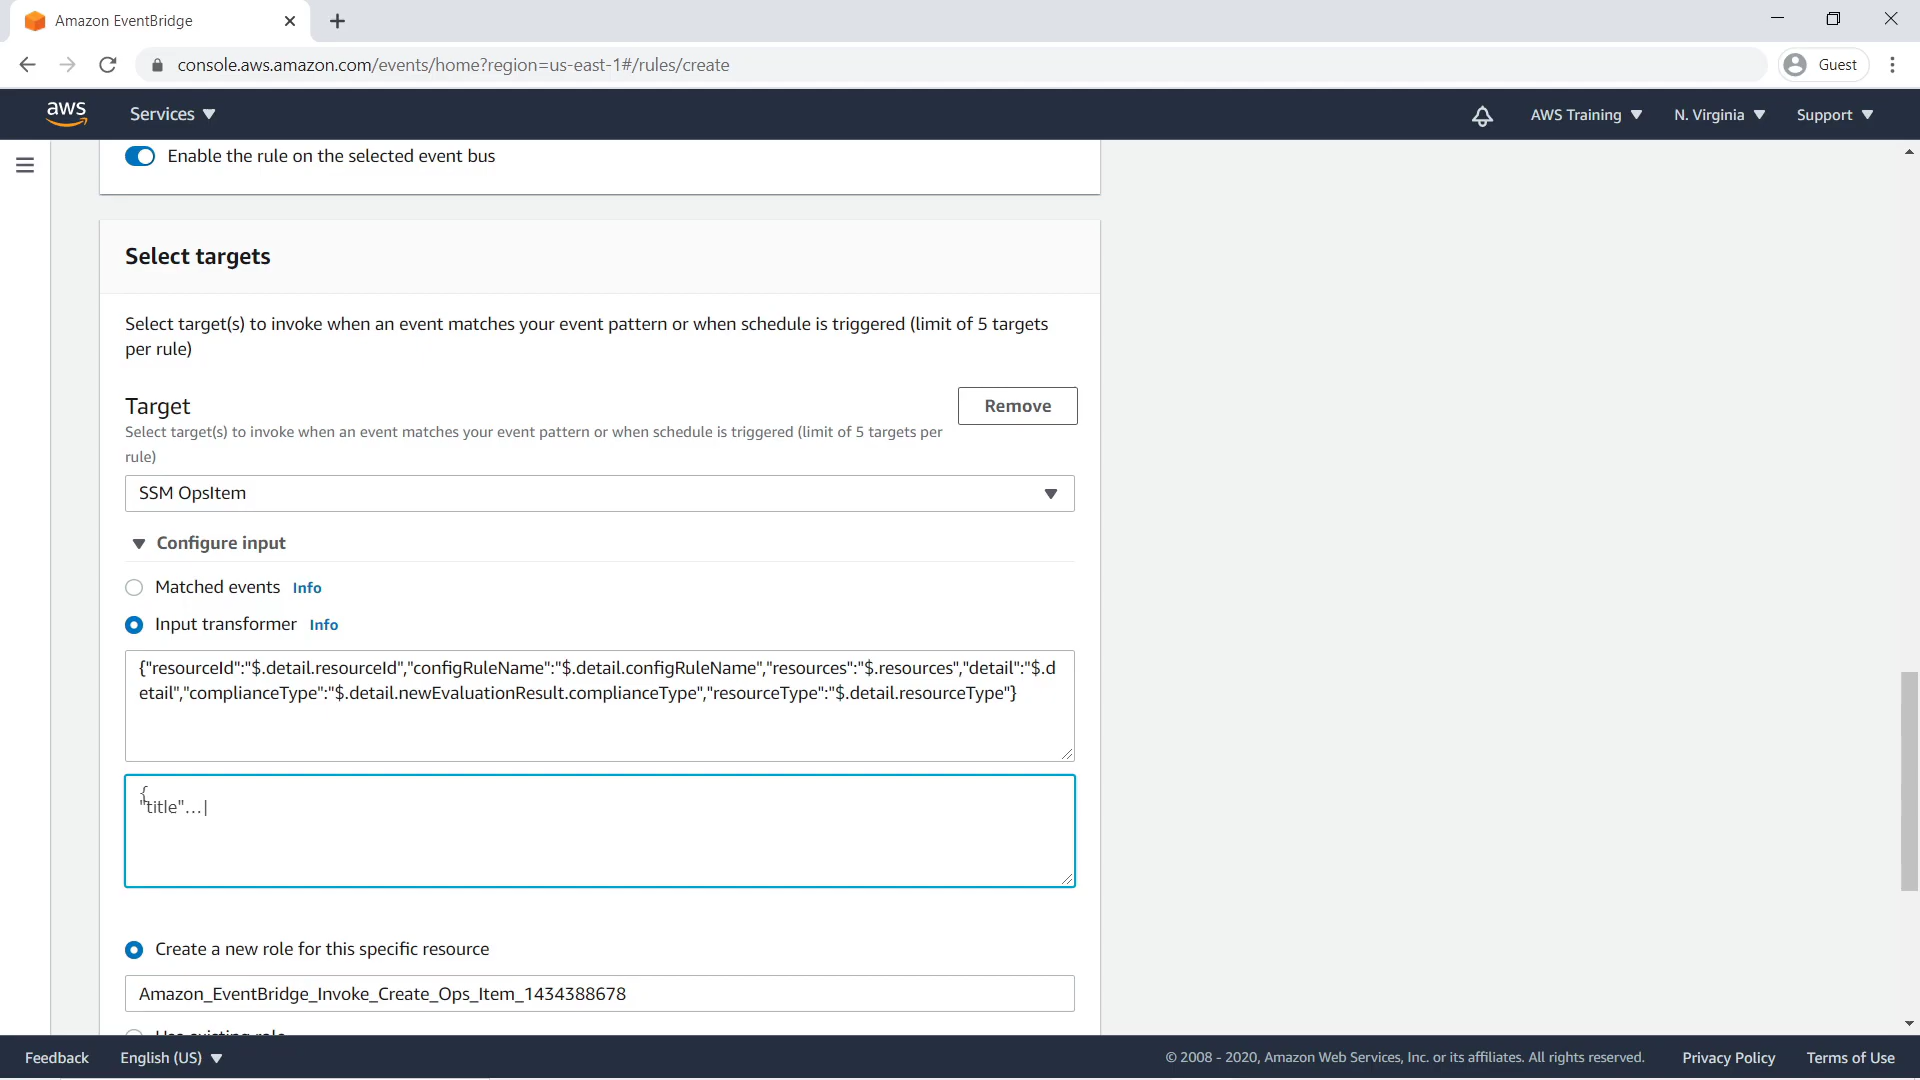 Amazon EventBridge
console.aws.amazon.com/events/home?region=us-east-1#/rules/create
Guest
aws
Services
AWS Training
N. Virginia
Support
Enable the rule on the selected event bus
Select targets
Select target(s) to invoke when an event matches your event pattern or when schedule is triggered (limit of 5 targets
per rule)
Target
Remove
Select target(s) to invoke when an event matches your event pattern or when schedule is triggered (limit of 5 targets per
rule)
SSM OpsItem
Configure input
Matched events Info
Input transformer Info
{"resourceId":"$.detail.resourceId","configRuleName":"$.detail.configRuleName","resources":"$.resources","detail":"$.d
etail","complianceType":"$.detail.newEvaluationResult.complianceType","resourceType":"$.detail.resourceType"}
{
"title"...|
Create a new role for this specific resource
Amazon_EventBridge_Invoke_Create_Ops_Item_1434388678
Use existing role
Feedback
English (US)
© 2008 - 2020, Amazon Web Services, Inc. or its affiliates. All rights reserved.
Privacy Policy
Terms of Use